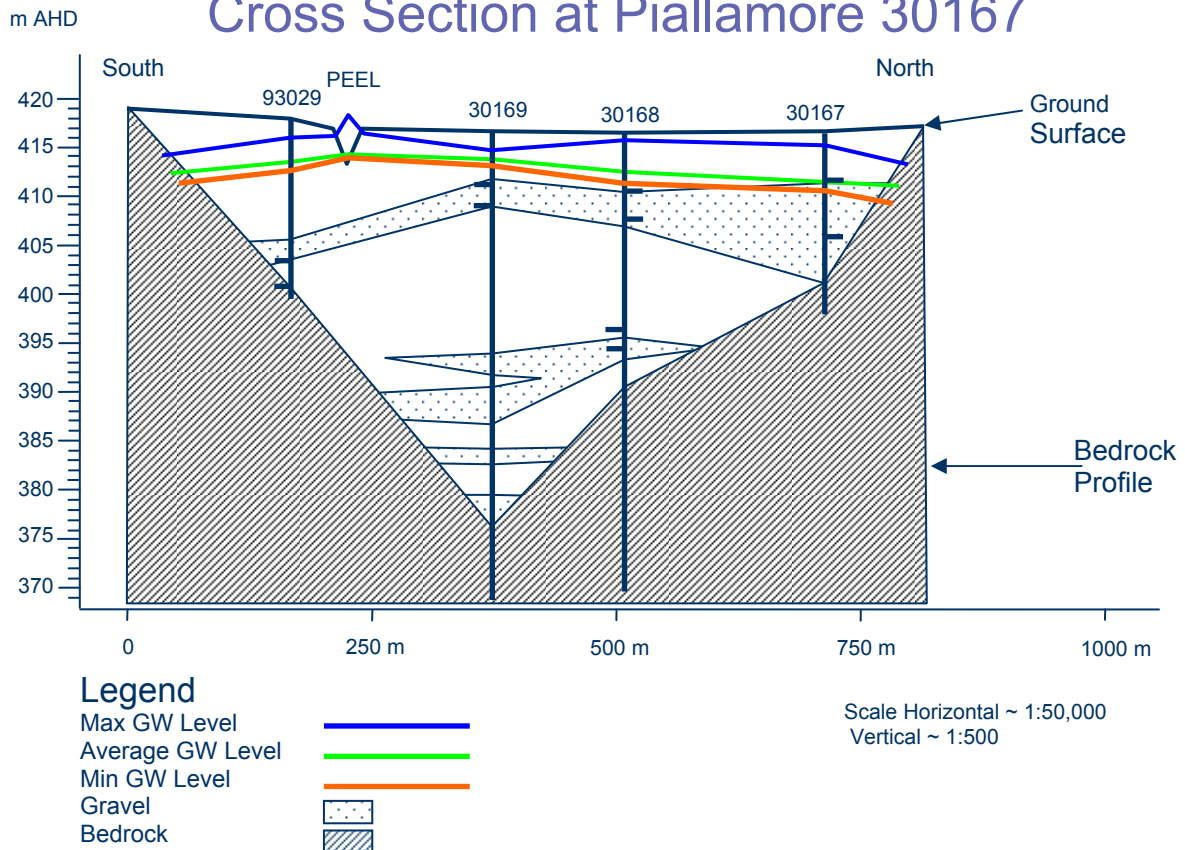 Cross Section at Piallamore 30167
m AHD
South
PEEL
North
93029
30169
30168
30167
Ground
Surface
420
415
410
405
400
395
390
385
380
375
370
Bedrock
Profile
0
250 m
500 m
750 m
1000 m
Legend
Max GW Level
Average GW Level
Min GW Level
Gravel
Bedrock
Scale Horizontal ~ 1:50,000
Vertical ~ 1:500